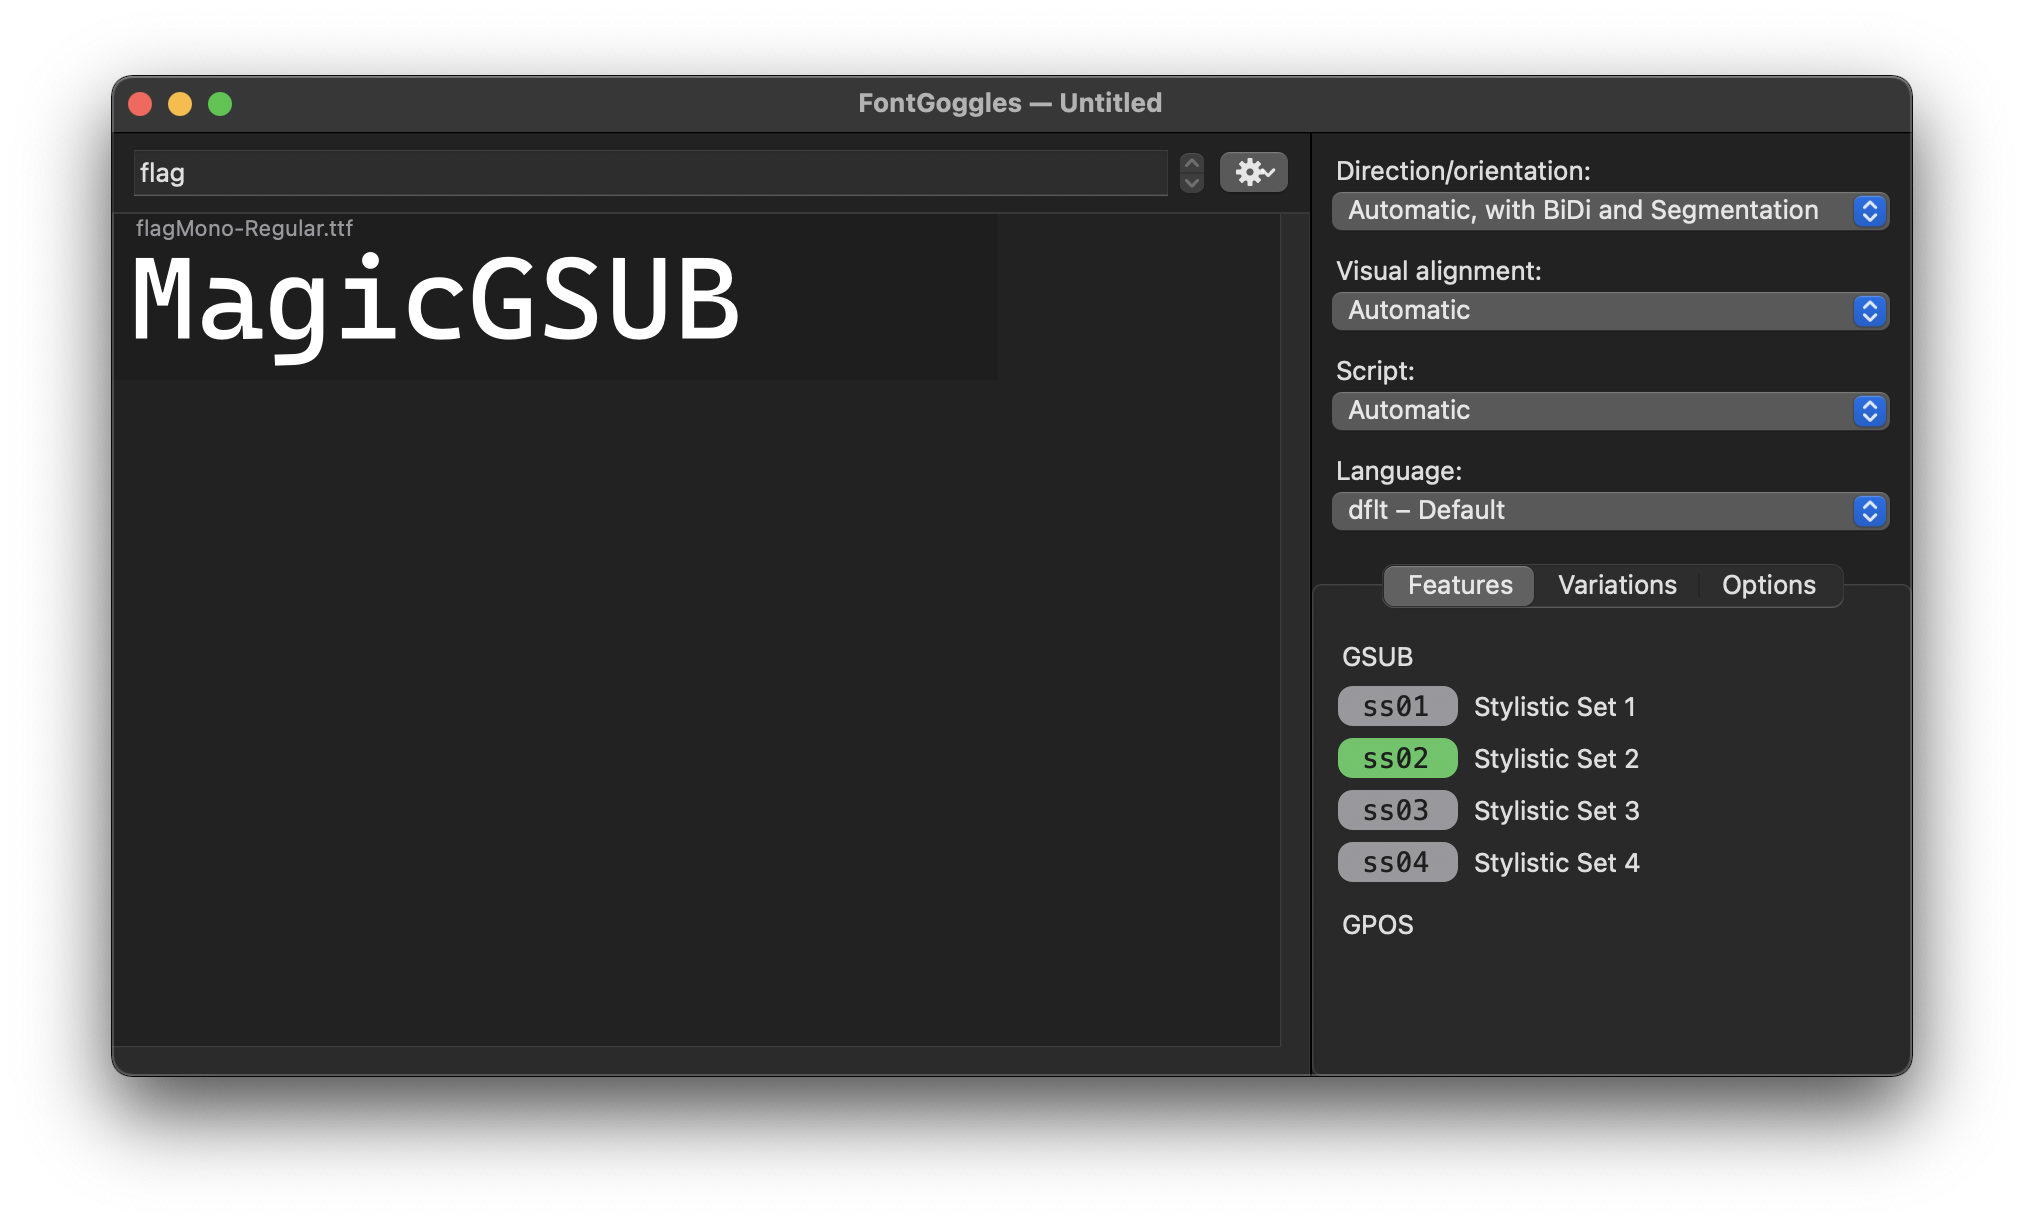 FontGoggles — Untitled
flag
flagMono-Regular.ttf
MagicGSUB
Direction/orientation:
Automatic, with BiDi and Segmentation
Visual alignment:
Automatic
Script:
Automatic
Language:
dflt – Default
Features Variations Options
GSUB
ss01 Stylistic Set 1
ss02 Stylistic Set 2
ss03 Stylistic Set 3
ss04 Stylistic Set 4
GPOS